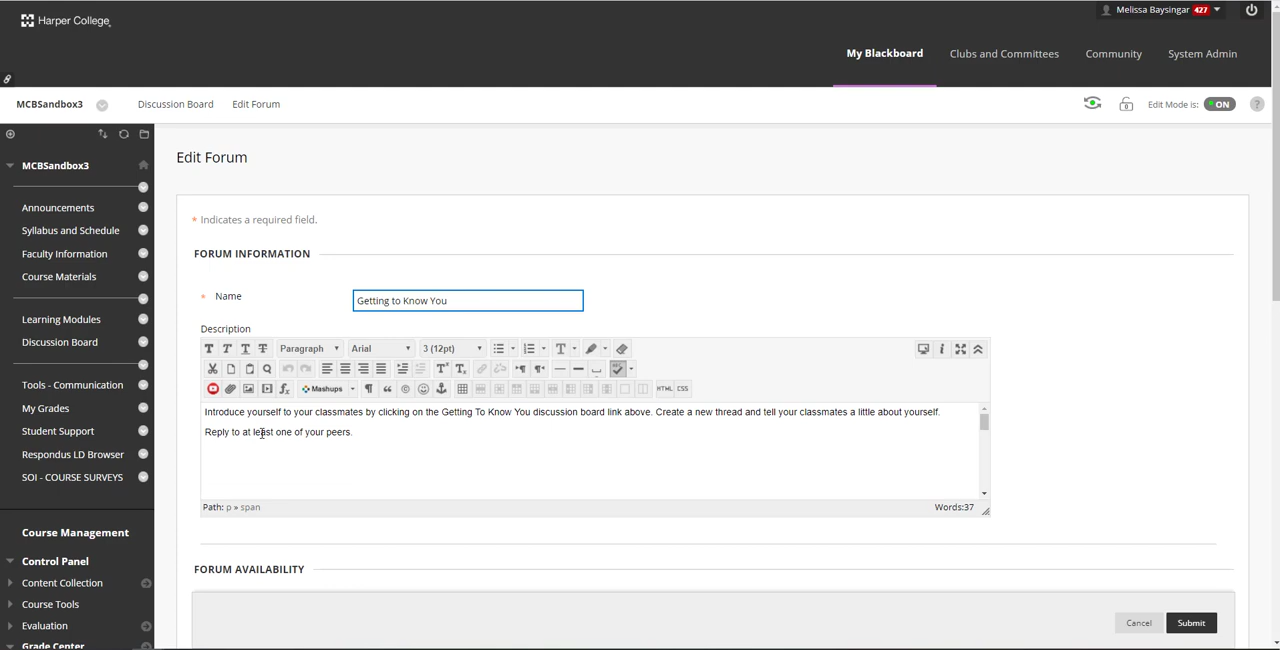 Harper College
Melissa Baysingar 427
My Blackboard
Clubs and Committees
Community
System Admin
MCBSandbox3
Discussion Board
Edit Forum
Edit Mode is: ON
?
MCBSandbox3
Announcements
Syllabus and Schedule
Faculty Information
Course Materials
Learning Modules
Discussion Board
Tools - Communication
My Grades
Student Support
Respondus LD Browser
SOI - COURSE SURVEYS
Course Management
Control Panel
Content Collection
Course Tools
Evaluation
Grade Center
Edit Forum
* Indicates a required field.
FORUM INFORMATION
* Name
Getting to Know You
Description
T T T T Paragraph Arial 3 (12pt) T
Mashups HTML CSS
Introduce yourself to your classmates by clicking on the Getting To Know You discussion board link above. Create a new thread and tell your classmates a little about yourself.
Reply to at least one of your peers.
Path: p » span
Words:37
FORUM AVAILABILITY
Cancel
Submit